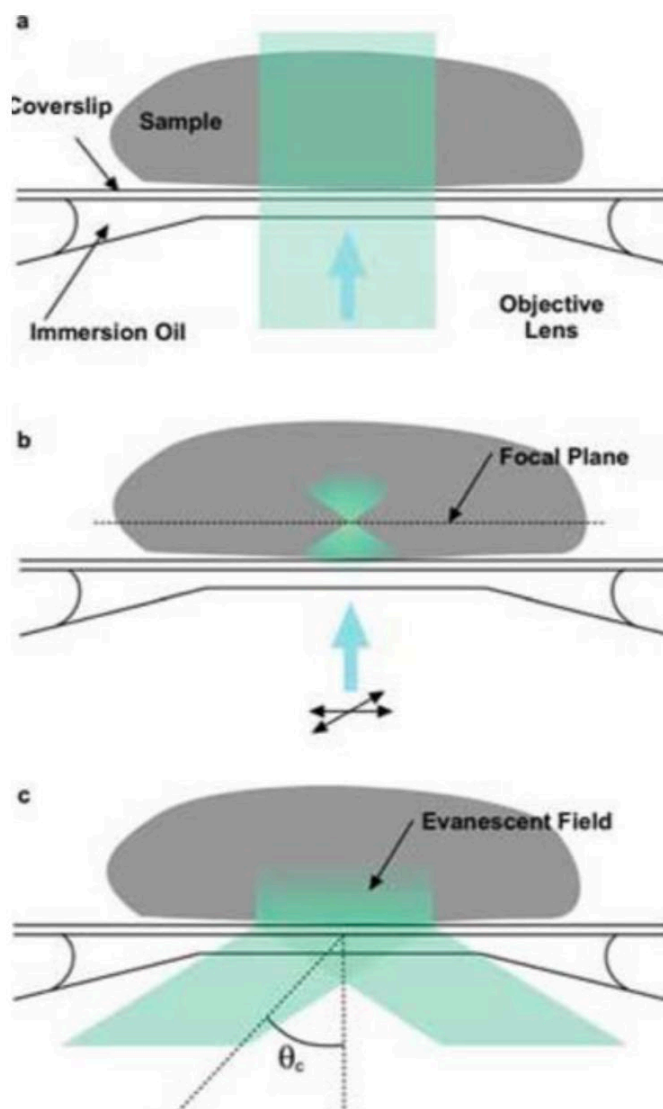 a
Coverslip
Sample
Immersion Oil
Objective
Lens
b
Focal Plane
c
Evanescent Field
θc